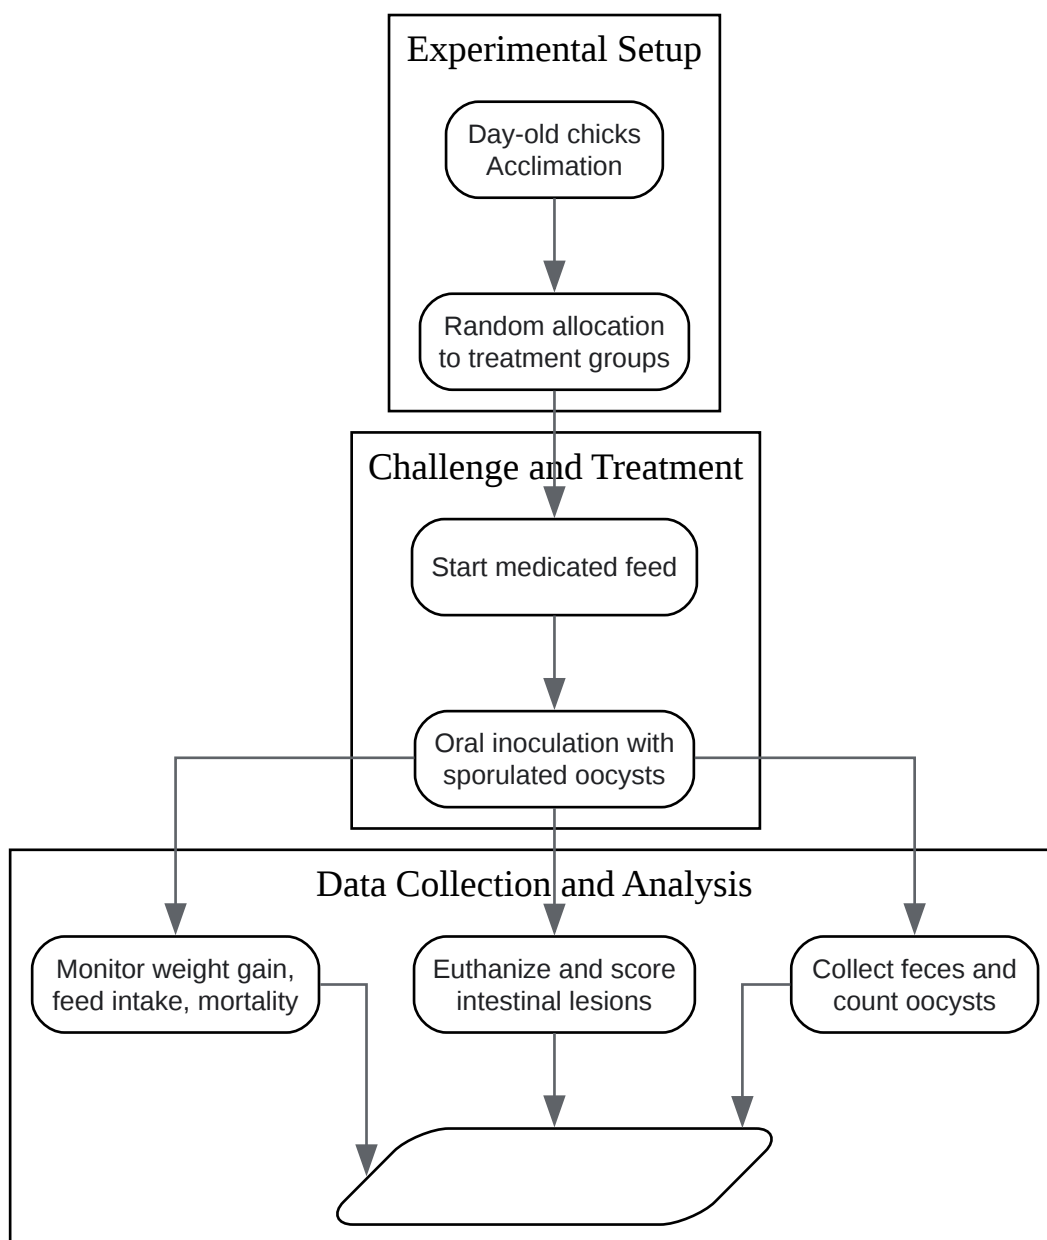 Experimental Setup
Day-old chicks
Acclimation
Random allocation
to treatment groups
Challenge and Treatment
Start medicated feed
Oral inoculation with
sporulated oocysts
Data Collection and Analysis
Monitor weight gain,
feed intake, mortality
Euthanize and score
intestinal lesions
Collect feces and
count oocysts